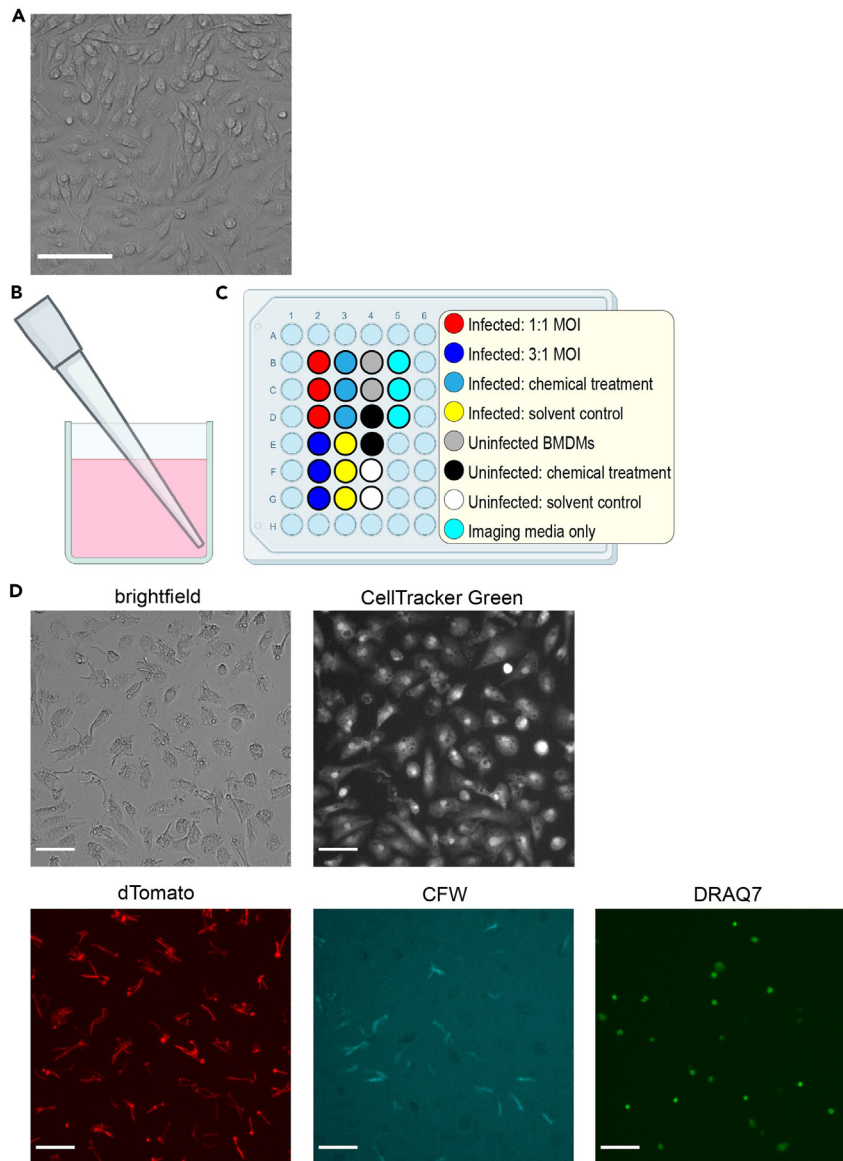 A
B
C
1 2 3 4 5 6
A
B
C
D
E
F
G
H
Infected: 1:1 MOI
Infected: 3:1 MOI
Infected: chemical treatment
Infected: solvent control
Uninfected BMDMs
Uninfected: chemical treatment
Uninfected: solvent control
Imaging media only
D
brightfield
CellTracker Green
dTomato
CFW
DRAQ7